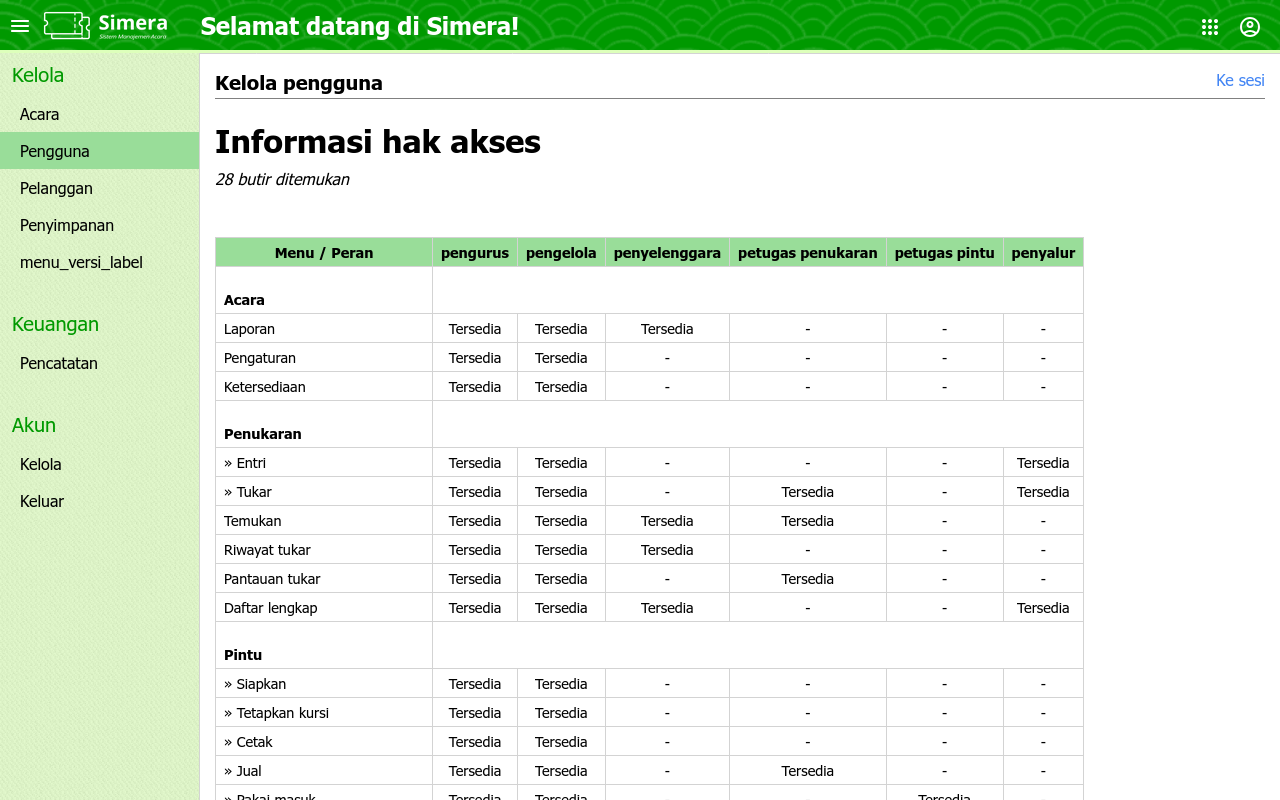 Simera
Sistem Manajemen Acara
Selamat datang di Simera!
Kelola
Acara
Pengguna
Pelanggan
Penyimpanan
menu_versi_label
Keuangan
Pencatatan
Akun
Kelola
Keluar
Kelola pengguna
Ke sesi
Informasi hak akses
28 butir ditemukan
Menu / Peran pengurus pengelola penyelenggara petugas penukaran petugas pintu penyalur
Acara
Laporan Tersedia Tersedia Tersedia - - -
Pengaturan Tersedia Tersedia - - - -
Ketersediaan Tersedia Tersedia - - - -
Penukaran
» Entri Tersedia Tersedia - - - Tersedia
» Tukar Tersedia Tersedia - Tersedia - Tersedia
Temukan Tersedia Tersedia Tersedia Tersedia - -
Riwayat tukar Tersedia Tersedia Tersedia - - -
Pantauan tukar Tersedia Tersedia - Tersedia - -
Daftar lengkap Tersedia Tersedia Tersedia - - Tersedia
Pintu
» Siapkan Tersedia Tersedia - - - -
» Tetapkan kursi Tersedia Tersedia - - - -
» Cetak Tersedia Tersedia - - - -
» Jual Tersedia Tersedia - Tersedia - -
» Pakai masuk Tersedia Tersedia - - Tersedia -